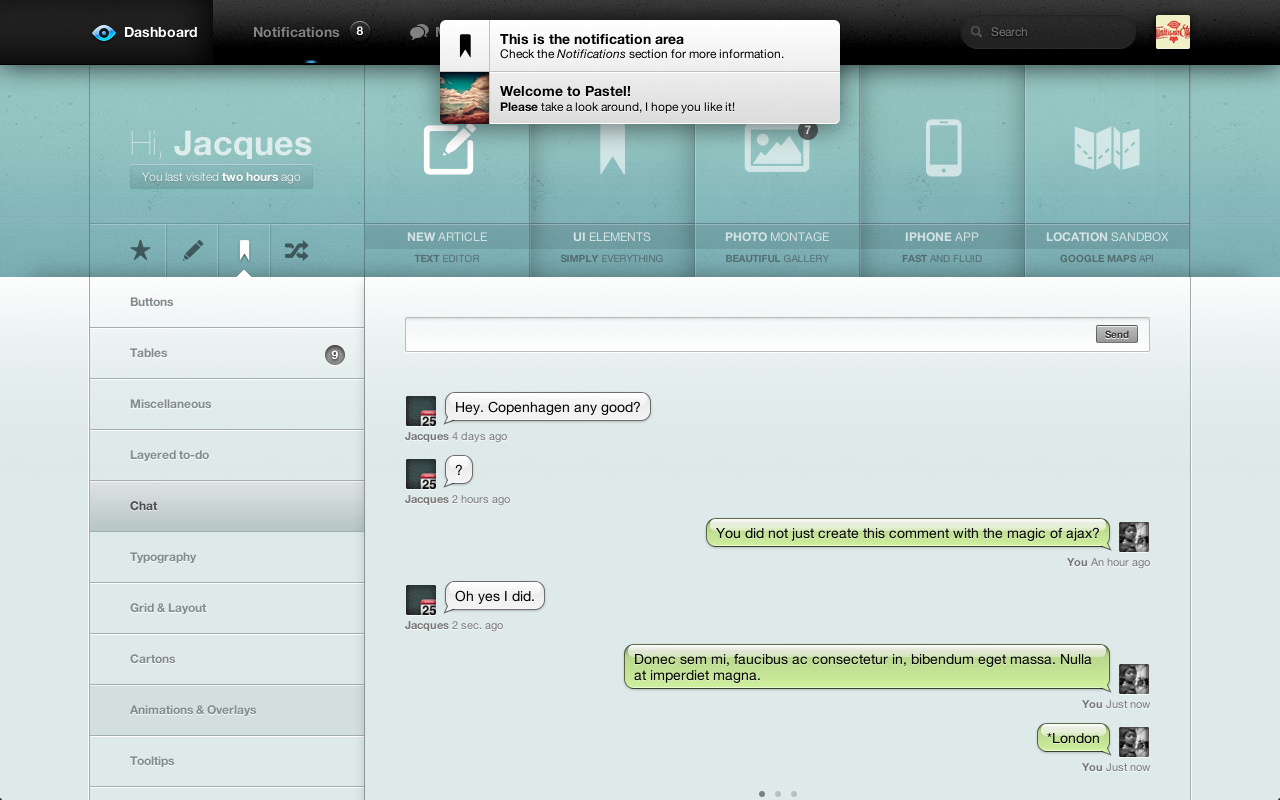 Dashboard
Notifications 8
Search
This is the notification area
Check the Notifications section for more information.
Welcome to Pastel!
Please take a look around, I hope you like it!
Hi, Jacques
You last visited two hours ago
7
NEW ARTICLE
TEXT EDITOR
UI ELEMENTS
SIMPLY EVERYTHING
PHOTO MONTAGE
BEAUTIFUL GALLERY
IPHONE APP
FAST AND FLUID
LOCATION SANDBOX
GOOGLE MAPS API
Buttons
Tables 9
Miscellaneous
Layered to-do
Chat
Typography
Grid & Layout
Cartons
Animations & Overlays
Tooltips
Send
Hey. Copenhagen any good?
25
Jacques 4 days ago
?
25
Jacques 2 hours ago
You did not just create this comment with the magic of ajax?
You An hour ago
Oh yes I did.
25
Jacques 2 sec. ago
Donec sem mi, faucibus ac consectetur in, bibendum eget massa. Nulla
at imperdiet magna.
You Just now
*London
You Just now